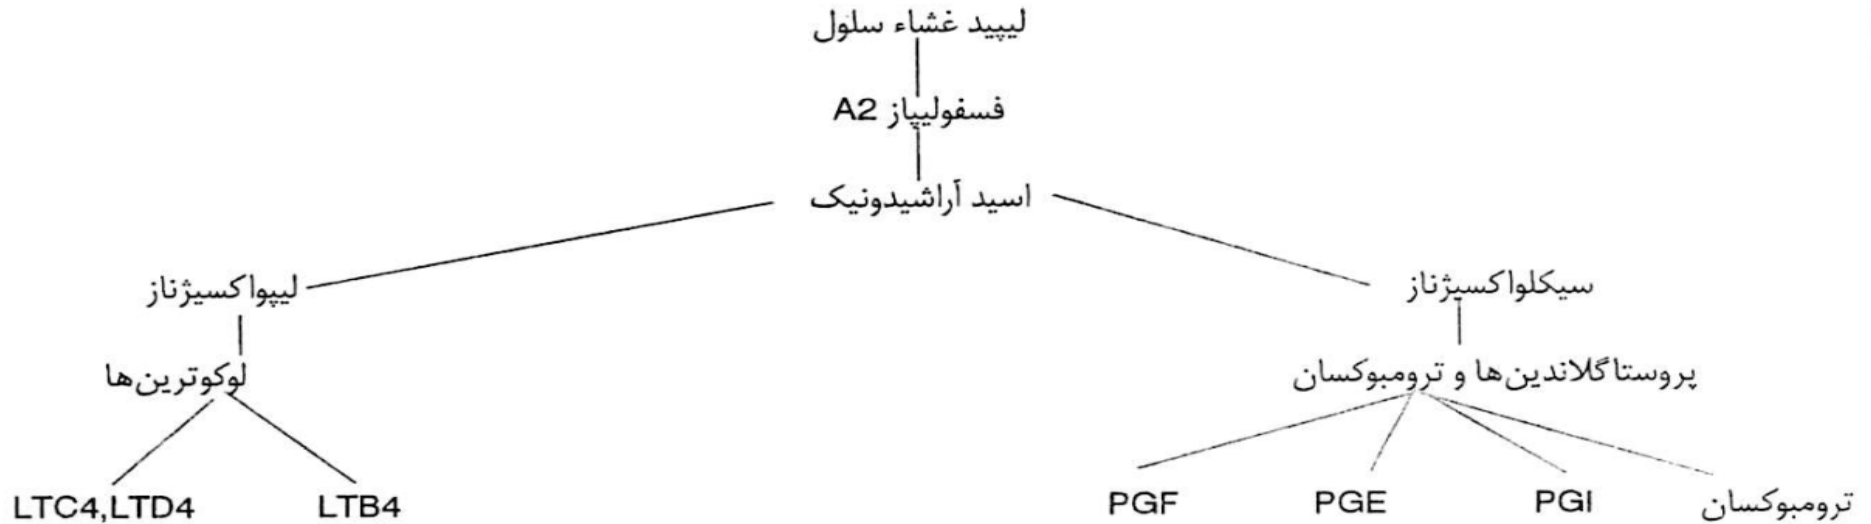 لیپید غشاء سلول
فسفولیپاز A2
اسید آراشیدونیک
سیکلواکسیژناز
لیپواکسیژناز
پروستاگلاندین‌ها و ترومبوکسان
لوکوترین‌ها
ترومبوکسان
PGI
PGE
PGF
LTB4
LTC4,LTD4